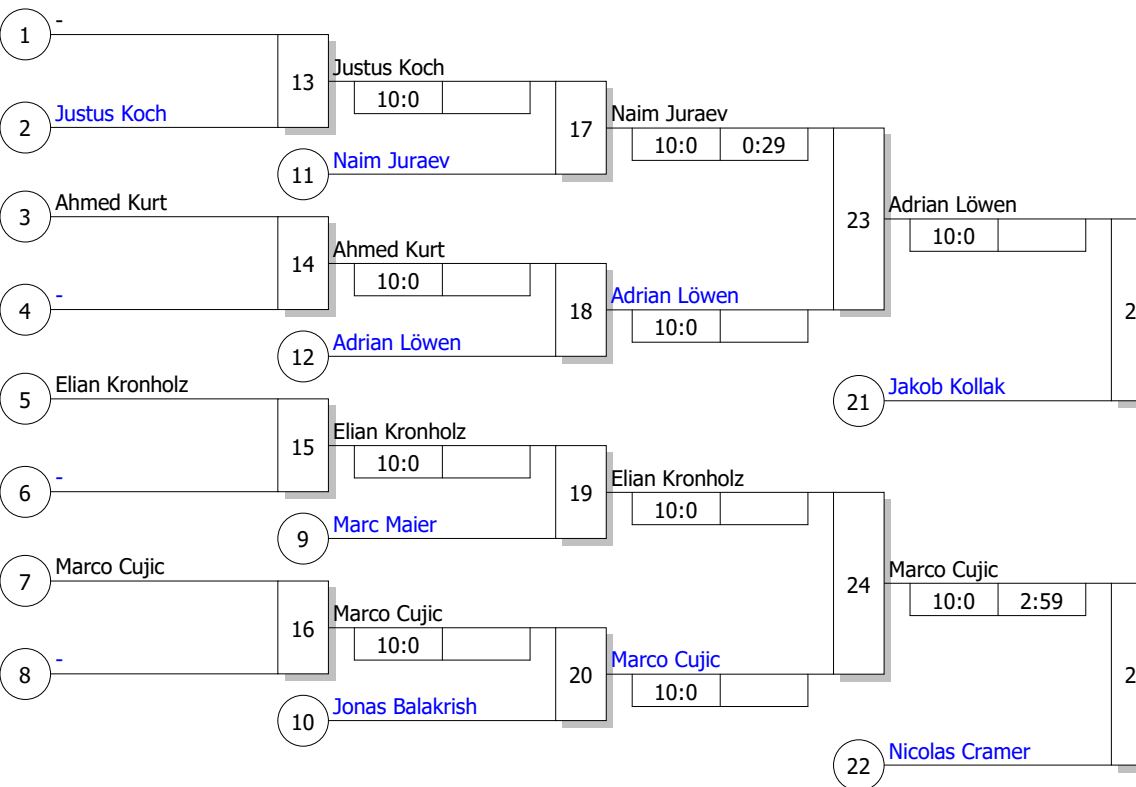 1
-
13
Justus Koch
10:0
2
Justus Koch
17
Naim Juraev
10:0 0:29
11
Naim Juraev
3
Ahmed Kurt
14
Ahmed Kurt
10:0
4
-
18
Adrian Löwen
10:0
12
Adrian Löwen
23
Adrian Löwen
10:0
21
Jakob Kollak
2
5
Elian Kronholz
15
Elian Kronholz
10:0
6
-
19
Elian Kronholz
10:0
9
Marc Maier
7
Marco Cujic
16
Marco Cujic
10:0
8
-
20
Marco Cujic
10:0
10
Jonas Balakrish
24
Marco Cujic
10:0 2:59
22
Nicolas Cramer
2